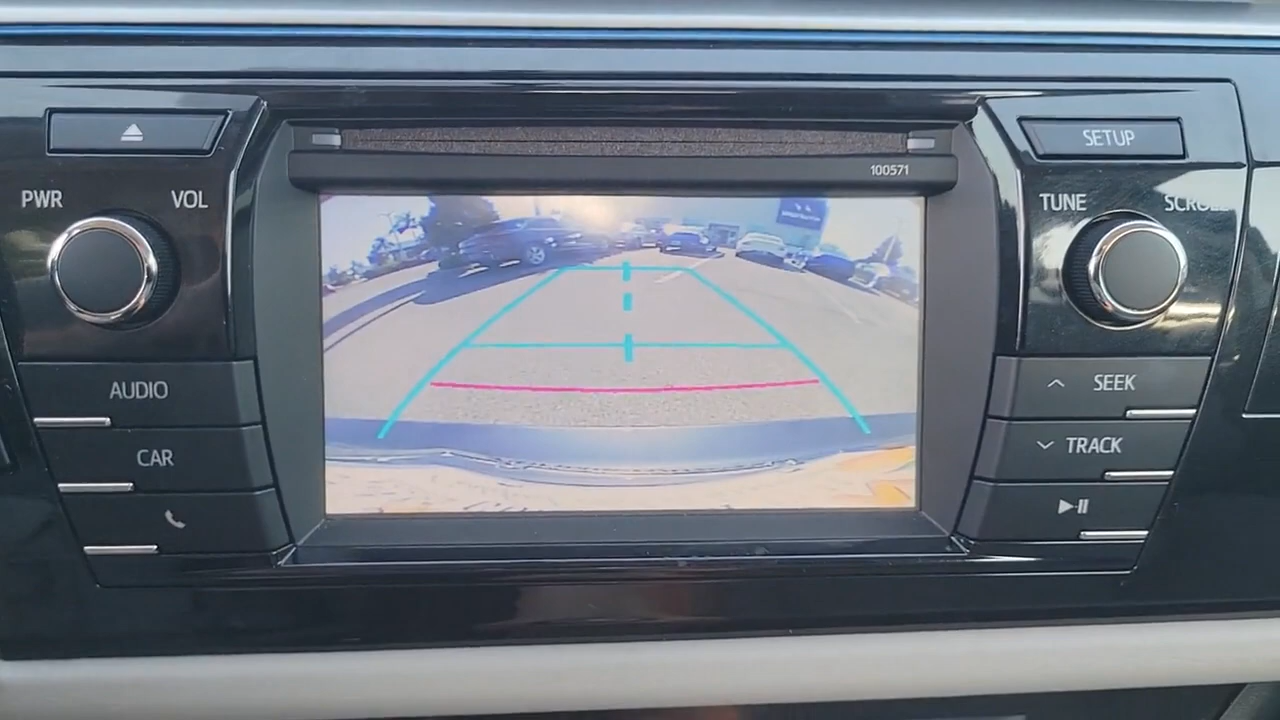 SETUP
100571
PWR
VOL
TUNE
SCROLL
AUDIO
SEEK
CAR
TRACK